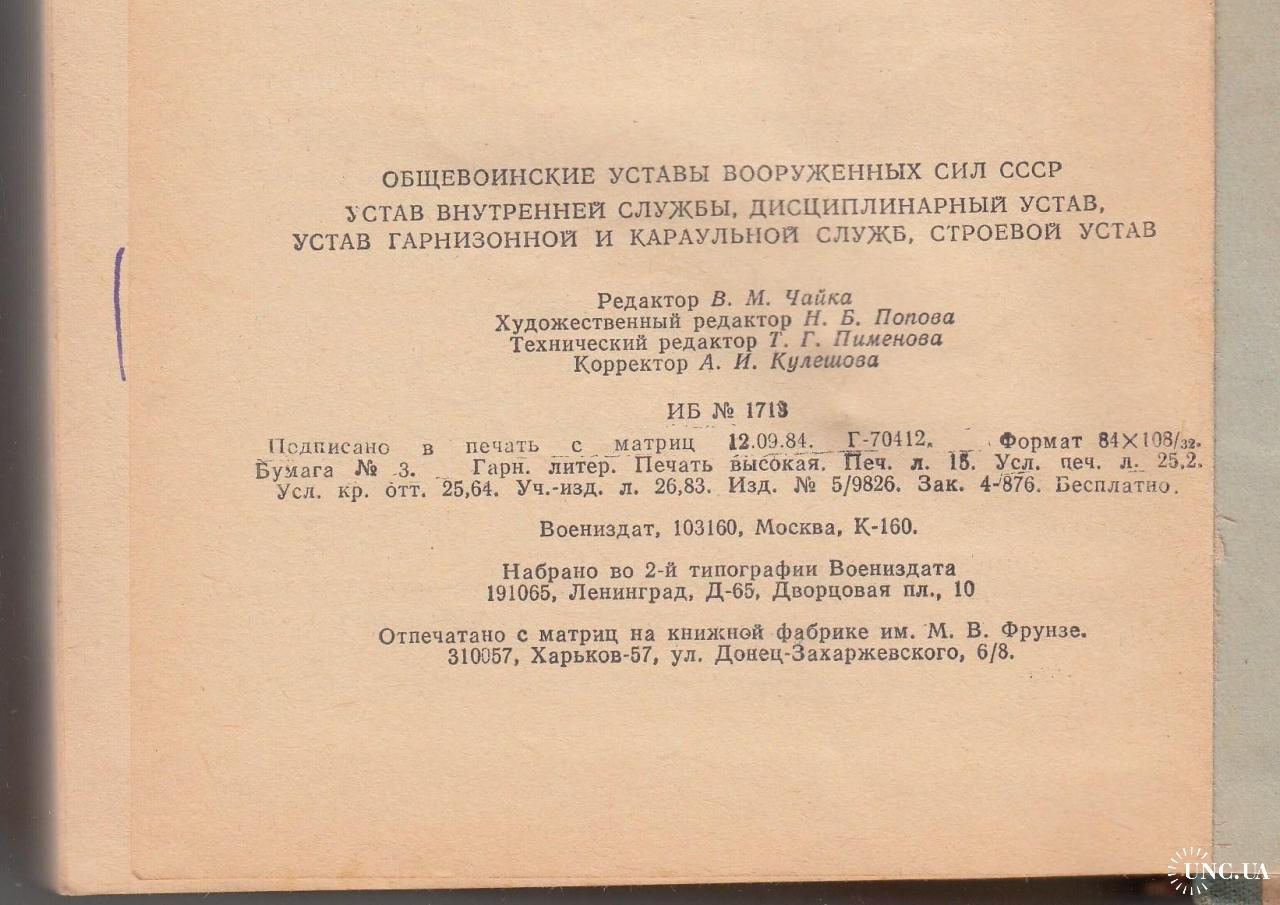 ОБЩЕВОИНСКИЕ УСТАВЫ ВООРУЖЕННЫХ СИЛ СССР
УСТАВ ВНУТРЕННЕЙ СЛУЖБЫ, ДИСЦИПЛИНАРНЫЙ УСТАВ,
УСТАВ ГАРНИЗОННОЙ И КАРАУЛЬНОЙ СЛУЖБ, СТРОЕВОЙ УСТАВ
Редактор В. М. Чайка
Художественный редактор Н. Б. Попова
Технический редактор Т. Г. Пименова
Корректор А. И. Кулешова
ИБ № 1713
Подписано в печать с матриц 12.09.84. Г-70412. Формат 84×108/32.
Бумага № 3. Гарн. литер. Печать высокая. Печ. л. 15. Усл. печ. л. 25,2.
Усл. кр. отт. 25,64. Уч.-изд. л. 26,83. Изд. № 5/9826. Зак. 4-876. Бесплатно.
Воениздат, 103160, Москва, К-160.
Набрано во 2-й типографии Воениздата
191065, Ленинград, Д-65, Дворцовая пл., 10
Отпечатано с матриц на книжной фабрике им. М. В. Фрунзе.
310057, Харьков-57, ул. Донец-Захаржевского, 6/8.
UNC.UA